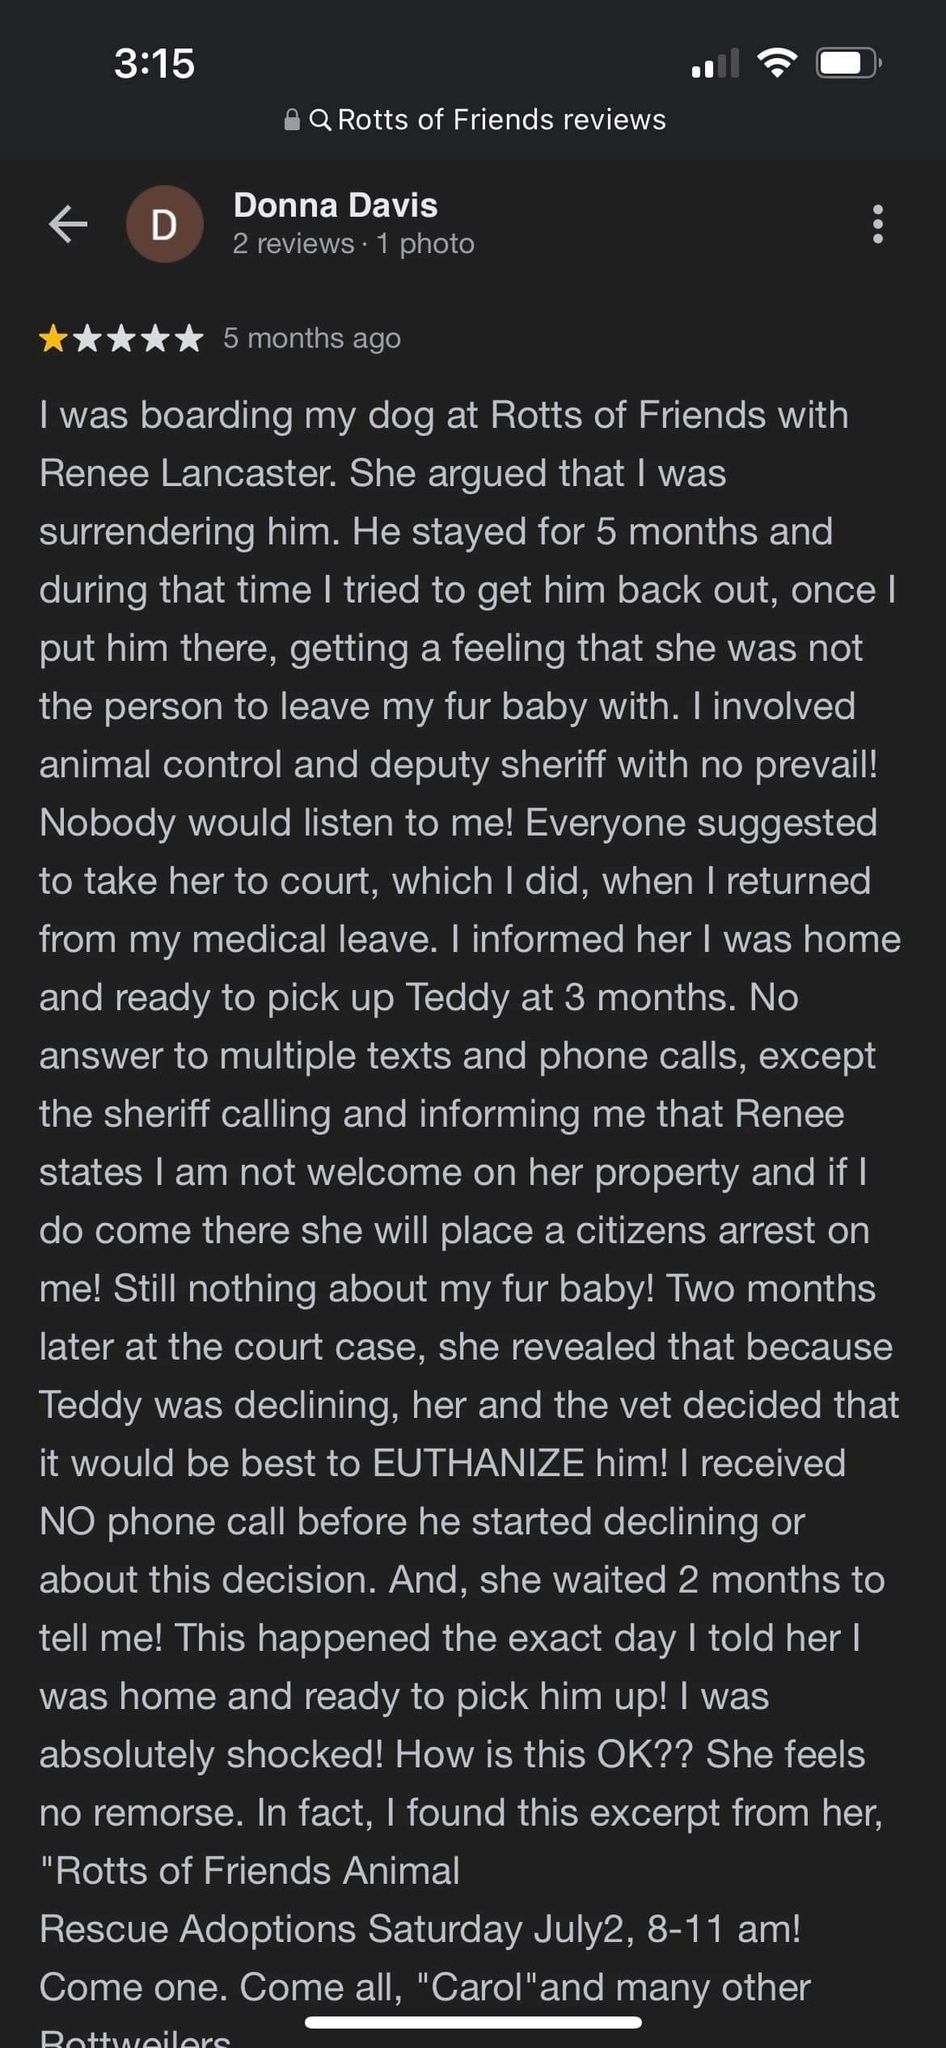 3:15
Rotts of Friends reviews
D
Donna Davis
2 reviews · 1 photo
5 months ago
I was boarding my dog at Rotts of Friends with
Renee Lancaster. She argued that I was
surrendering him. He stayed for 5 months and
during that time I tried to get him back out, once I
put him there, getting a feeling that she was not
the person to leave my fur baby with. I involved
animal control and deputy sheriff with no prevail!
Nobody would listen to me! Everyone suggested
to take her to court, which I did, when I returned
from my medical leave. I informed her I was home
and ready to pick up Teddy at 3 months. No
answer to multiple texts and phone calls, except
the sheriff calling and informing me that Renee
states I am not welcome on her property and if I
do come there she will place a citizens arrest on
me! Still nothing about my fur baby! Two months
later at the court case, she revealed that because
Teddy was declining, her and the vet decided that
it would be best to EUTHANIZE him! I received
NO phone call before he started declining or
about this decision. And, she waited 2 months to
tell me! This happened the exact day I told her I
was home and ready to pick him up! I was
absolutely shocked! How is this OK?? She feels
no remorse. In fact, I found this excerpt from her,
"Rotts of Friends Animal
Rescue Adoptions Saturday July2, 8-11 am!
Come one. Come all, "Carol"and many other
Rottweilers